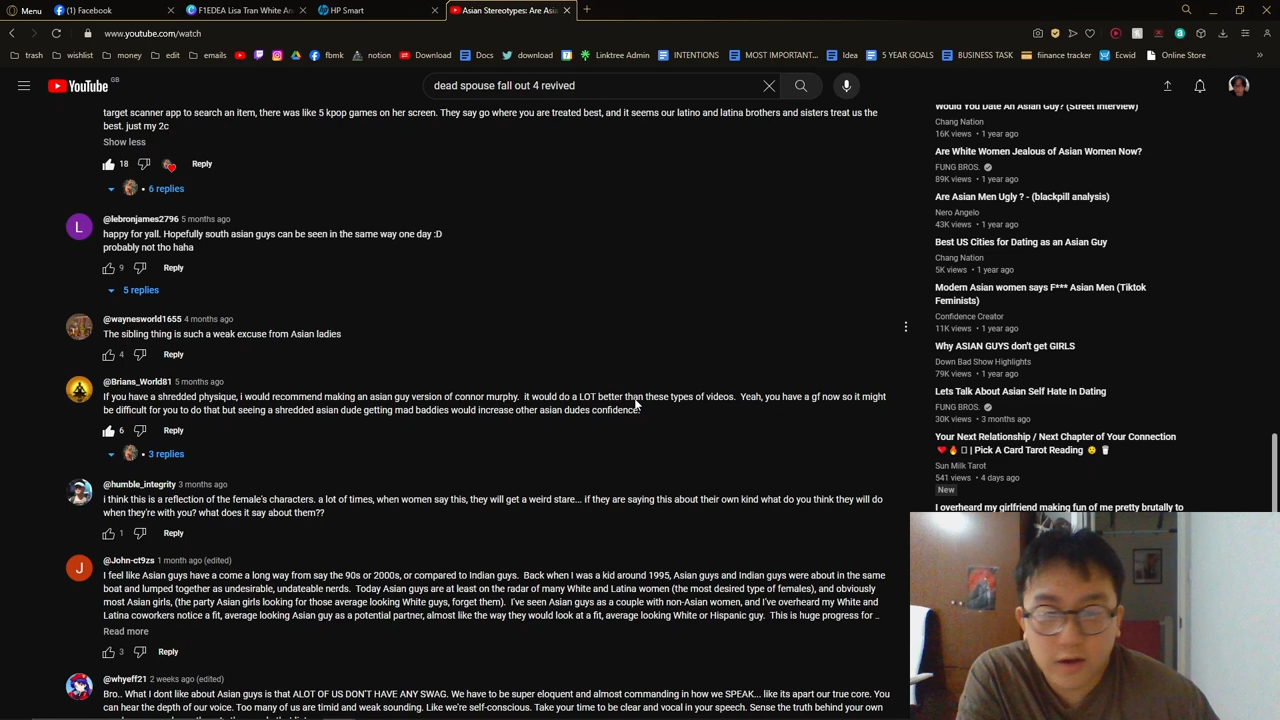 Menu
(1) Facebook
F1EDEA Lisa Tran White An
HP Smart
Asian Stereotypes: Are Asia
www.youtube.com/watch
trash
wishlist
money
edit
emails
fbmk
notion
Download
Docs
download
Linktree Admin
INTENTIONS
MOST IMPORTANT...
Idea
5 YEAR GOALS
BUSINESS TASK
fiinance tracker
Ecwid
Online Store
YouTube GB
dead spouse fall out 4 revived
target scanner app to search an item, there was like 5 kpop games on her screen. They say go where you are treated best, and it seems our latino and latina brothers and sisters treat us the
best. just my 2c
Show less
18 Reply
6 replies
L
@lebronjames2796 5 months ago
happy for yall. Hopefully south asian guys can be seen in the same way one day :D
probably not tho haha
9 Reply
5 replies
@waynesworld1655 4 months ago
The sibling thing is such a weak excuse from Asian ladies
4 Reply
@Brians_World81 5 months ago
If you have a shredded physique, i would recommend making an asian guy version of connor murphy. it would do a LOT better than these types of videos. Yeah, you have a gf now so it might
be difficult for you to do that but seeing a shredded asian dude getting mad baddies would increase other asian dudes confidence.
6 Reply
3 replies
@humble_integrity 3 months ago
i think this is a reflection of the female's characters. a lot of times, when women say this, they will get a weird stare... if they are saying this about their own kind what do you think they will do
when they're with you? what does it say about them??
1 Reply
J
@John-ct9zs 1 month ago (edited)
I feel like Asian guys have a come a long way from say the 90s or 2000s, or compared to Indian guys. Back when I was a kid around 1995, Asian guys and Indian guys were about in the same
boat and lumped together as undesirable, undateable nerds. Today Asian guys are at least on the radar of many White and Latina women (the most desired type of females), and obviously
most Asian girls, (the party Asian girls looking for those average looking White guys, forget them). I've seen Asian guys as a couple with non-Asian women, and I've overheard my White and
Latina coworkers notice a fit, average looking Asian guy as a potential partner, almost like the way they would look at a fit, average looking White or Hispanic guy. This is huge progress for ...
Read more
3 Reply
@whyeff21 2 weeks ago (edited)
Bro.. What I dont like about Asian guys is that ALOT OF US DON'T HAVE ANY SWAG. We have to be super eloquent and almost commanding in how we SPEAK... like its apart our true core. You
can hear the depth of our voice. Too many of us are timid and weak sounding. Like we're self-conscious. Take your time to be clear and vocal in your speech. Sense the truth behind your own
Would You Date An Asian Guy? (Street Interview)
Chang Nation
16K views • 1 year ago
Are White Women Jealous of Asian Women Now?
FUNG BROS.
89K views • 1 year ago
Are Asian Men Ugly ? - (blackpill analysis)
Nero Angelo
43K views • 1 year ago
Best US Cities for Dating as an Asian Guy
Chang Nation
5K views • 1 year ago
Modern Asian women says F*** Asian Men (Tiktok
Feminists)
Confidence Creator
11K views • 1 year ago
Why ASIAN GUYS don't get GIRLS
Down Bad Show Highlights
79K views • 1 year ago
Lets Talk About Asian Self Hate In Dating
FUNG BROS.
30K views • 3 months ago
Your Next Relationship / Next Chapter of Your Connection
| Pick A Card Tarot Reading
Sun Milk Tarot
541 views • 4 days ago
New
I overheard my girlfriend making fun of me pretty brutally to